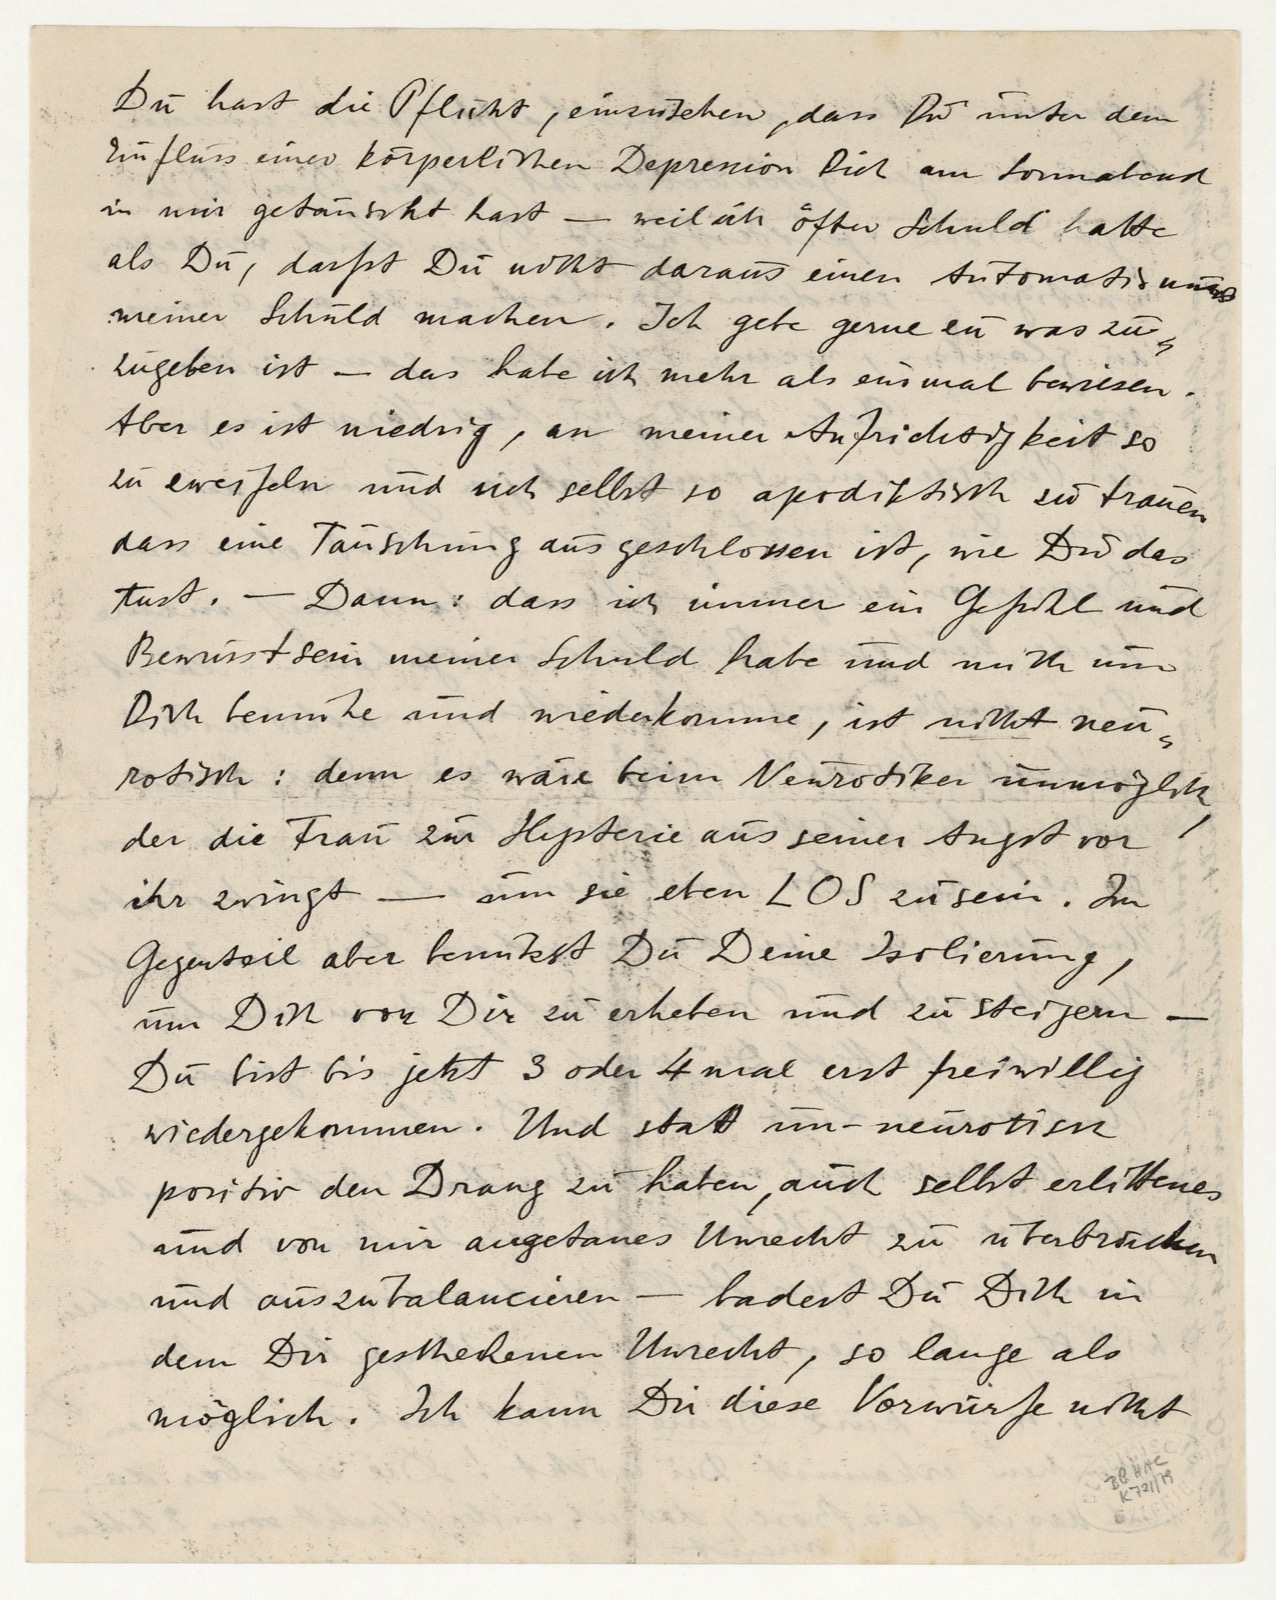 Du hast die Pflicht, einzusehen, dass Du unter dem
Einfluss einer körperlichen Depression Dich am Sonnabend
in mir getäuscht hast — weil ich öfter Schuld hatte
als Du, darfst Du nicht daraus einen Automatismus
meiner Schuld machen. Ich gebe gerne zu was zu-
zugeben ist — das habe ich mehr als einmal bewiesen.
Aber es ist niedrig, an meiner Aufrichtigkeit so
zu zweifeln und sich selbst so apodiktisch zu trauen
dass eine Täuschung ausgeschlossen ist, wie Du das
tust. — Dann: dass ich immer ein Gefühl und
Bewusstsein meiner Schuld habe und mich um
Dich bemühe und wiederkomme, ist nicht neu-
rotisch: denn es wäre beim Neurotiker unmöglich,
der die Frau zur Hysterie aus seiner Angst vor
ihr zwingt — um sie eben LOS zu sein. Im
Gegenteil aber benützst Du Deine Isolierung,
um Dich vor Dir zu erheben und zu steigern —
Du bist bis jetzt 3 oder 4 mal erst freiwillig
wiedergekommen. Und statt un-neurotisch
positiv den Drang zu haben, auch selbst erlittenes
und von mir angetanes Unrecht zu überbrücken
und auszubalancieren — badest Du Dich in
dem Dir geschehenen Unrecht, so lange als
möglich. Ich kann Dir diese Vorwürfe nicht
BG HHC
K 721/79